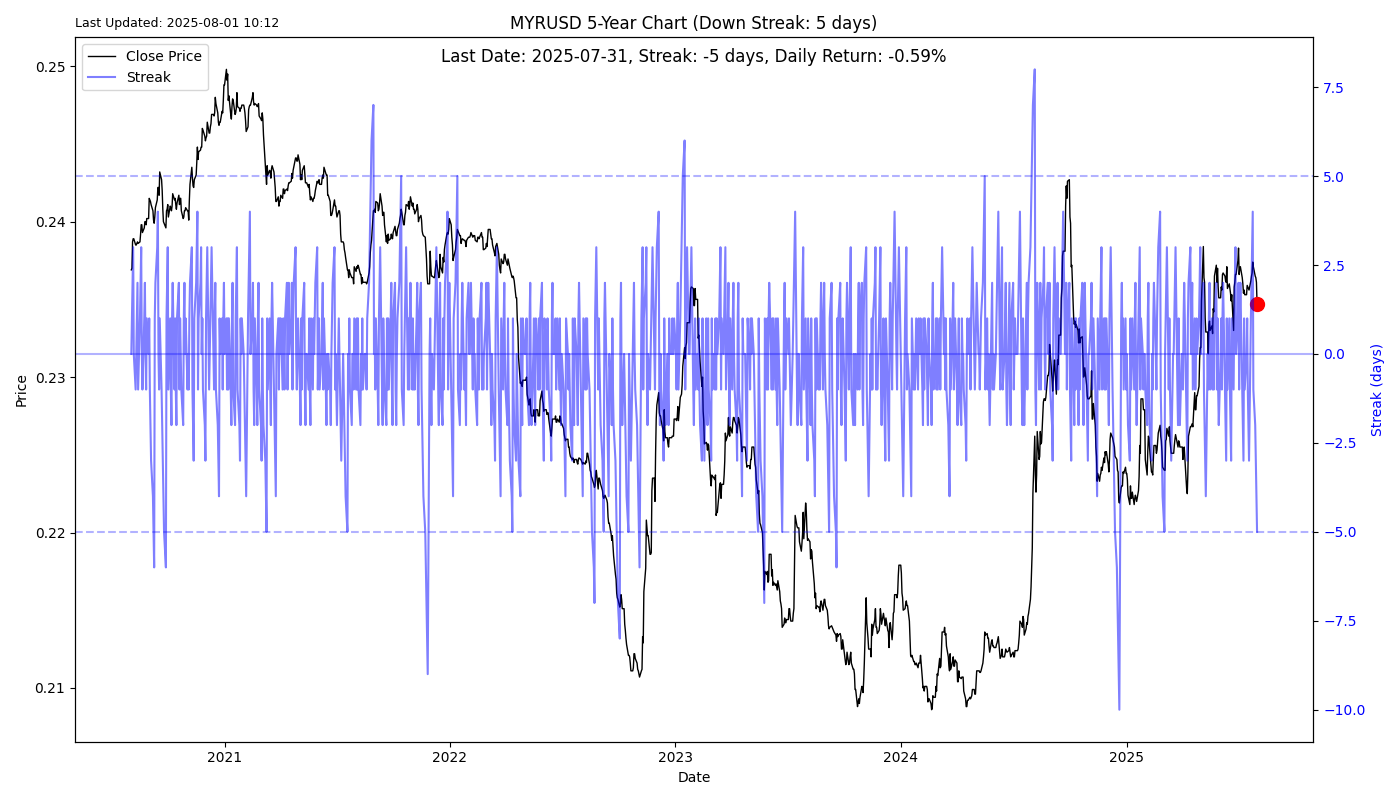 Last Updated: 2025-08-01 10:12
MYRUSD 5-Year Chart (Down Streak: 5 days)
Last Date: 2025-07-31, Streak: -5 days, Daily Return: -0.59%
Close Price
Streak
Price
0.25
0.24
0.23
0.22
0.21
7.5
5.0
2.5
0.0
−2.5
−5.0
−7.5
−10.0
Streak (days)
2021
2022
2023
2024
2025
Date